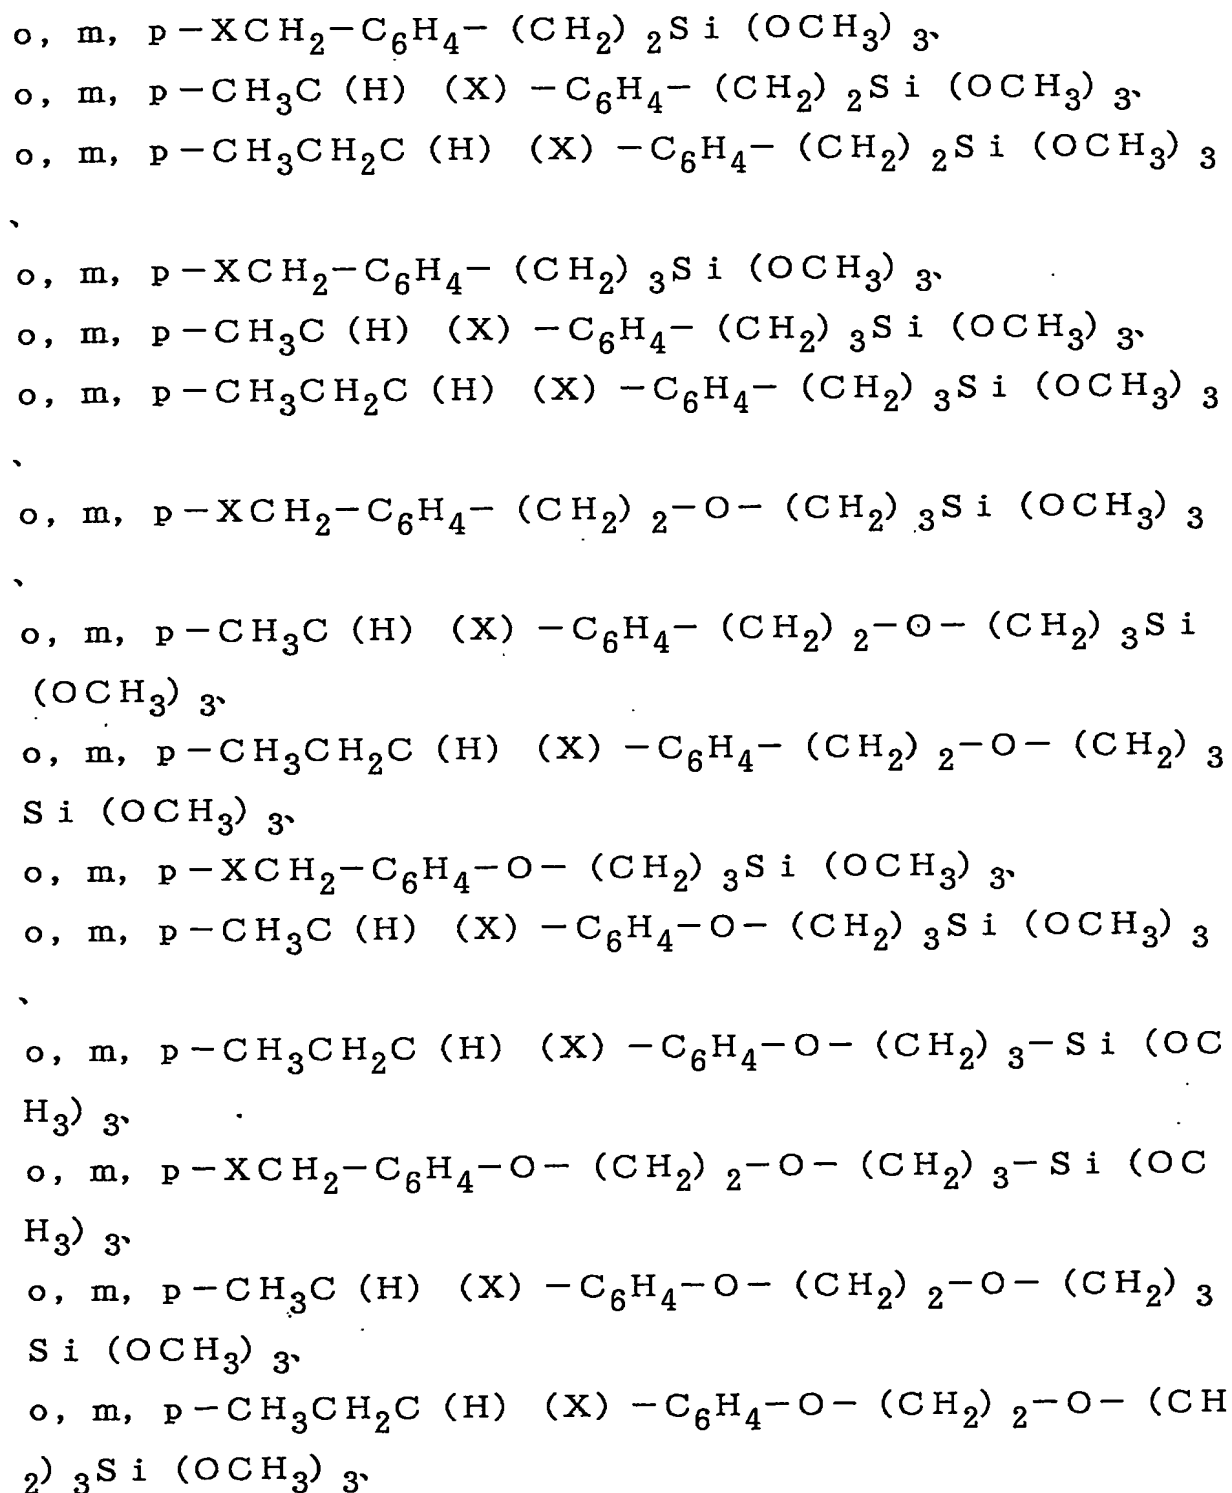 o, m, p-XCH₂-C₆H₄-(CH₂)₂Si(OCH₃)₃、
o, m, p-CH₃C(H)(X)-C₆H₄-(CH₂)₂Si(OCH₃)₃、
o, m, p-CH₃CH₂C(H)(X)-C₆H₄-(CH₂)₂Si(OCH₃)₃
、
o, m, p-XCH₂-C₆H₄-(CH₂)₃Si(OCH₃)₃、
o, m, p-CH₃C(H)(X)-C₆H₄-(CH₂)₃Si(OCH₃)₃、
o, m, p-CH₃CH₂C(H)(X)-C₆H₄-(CH₂)₃Si(OCH₃)₃
、
o, m, p-XCH₂-C₆H₄-(CH₂)₂-O-(CH₂)₃Si(OCH₃)₃
、
o, m, p-CH₃C(H)(X)-C₆H₄-(CH₂)₂-O-(CH₂)₃Si
(OCH₃)₃、
o, m, p-CH₃CH₂C(H)(X)-C₆H₄-(CH₂)₂-O-(CH₂)₃
Si(OCH₃)₃、
o, m, p-XCH₂-C₆H₄-O-(CH₂)₃Si(OCH₃)₃、
o, m, p-CH₃C(H)(X)-C₆H₄-O-(CH₂)₃Si(OCH₃)₃
、
o, m, p-CH₃CH₂C(H)(X)-C₆H₄-O-(CH₂)₃-Si(OC
H₃)₃、
o, m, p-XCH₂-C₆H₄-O-(CH₂)₂-O-(CH₂)₃-Si(OC
H₃)₃、
o, m, p-CH₃C(H)(X)-C₆H₄-O-(CH₂)₂-O-(CH₂)₃
Si(OCH₃)₃、
o, m, p-CH₃CH₂C(H)(X)-C₆H₄-O-(CH₂)₂-O-(CH
₂)₃Si(OCH₃)₃、